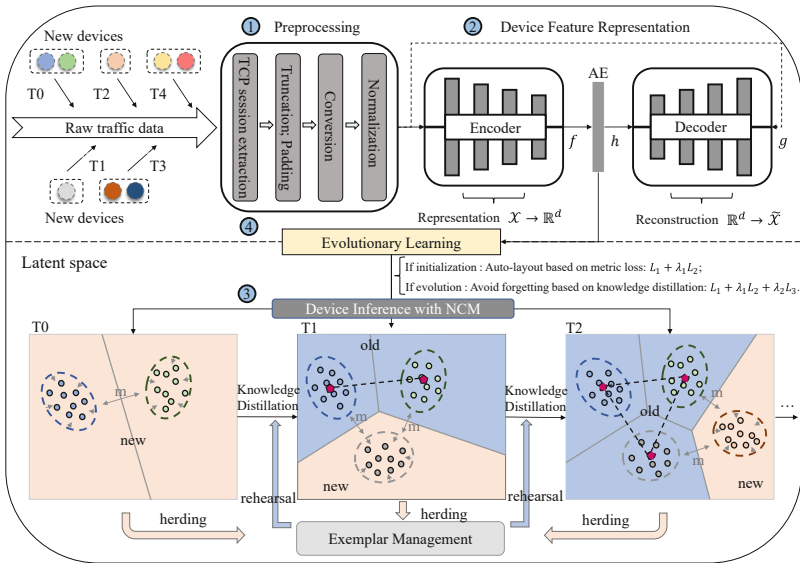 New devices
T0
T2
T4
Raw traffic data
T1
T3
New devices
1 Preprocessing
TCP session extraction
Truncation; Padding
Conversion
Normalization
2 Device Feature Representation
Encoder
AE
Decoder
f
h
g
Representation 𝒳 → ℝᵈ
Reconstruction ℝᵈ → 𝒳̃
4
Evolutionary Learning
Latent space
If initialization : Auto-layout based on metric loss: L₁ + λ₁L₂;
If evolution : Avoid forgetting based on knowledge distillation: L₁ + λ₁L₂ + λ₂L₃.
3
Device Inference with NCM
T0
m
new
Knowledge
Distillation
T1
old
m
m
new
Knowledge
Distillation
T2
old
m
m
new
...
herding
rehearsal
herding
rehearsal
herding
Exemplar Management